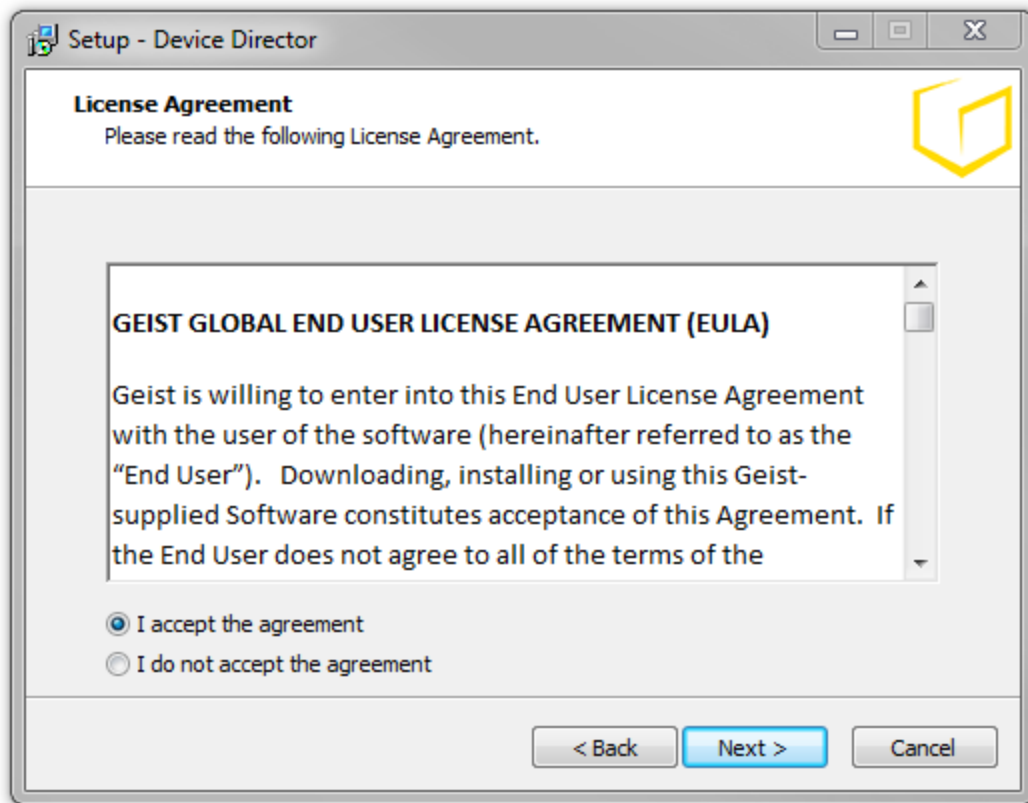 Setup - Device Director
License Agreement
Please read the following License Agreement.
GEIST GLOBAL END USER LICENSE AGREEMENT (EULA)
Geist is willing to enter into this End User License Agreement
with the user of the software (hereinafter referred to as the
“End User”).   Downloading, installing or using this Geist-
supplied Software constitutes acceptance of this Agreement.  If
the End User does not agree to all of the terms of the
I accept the agreement
I do not accept the agreement
< Back Next > Cancel